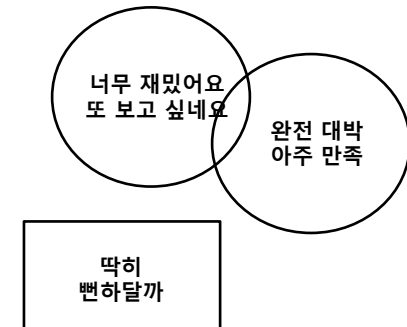 너무 재밌어요
또 보고 싶네요
완전 대박
아주 만족
딱히
뻔하달까